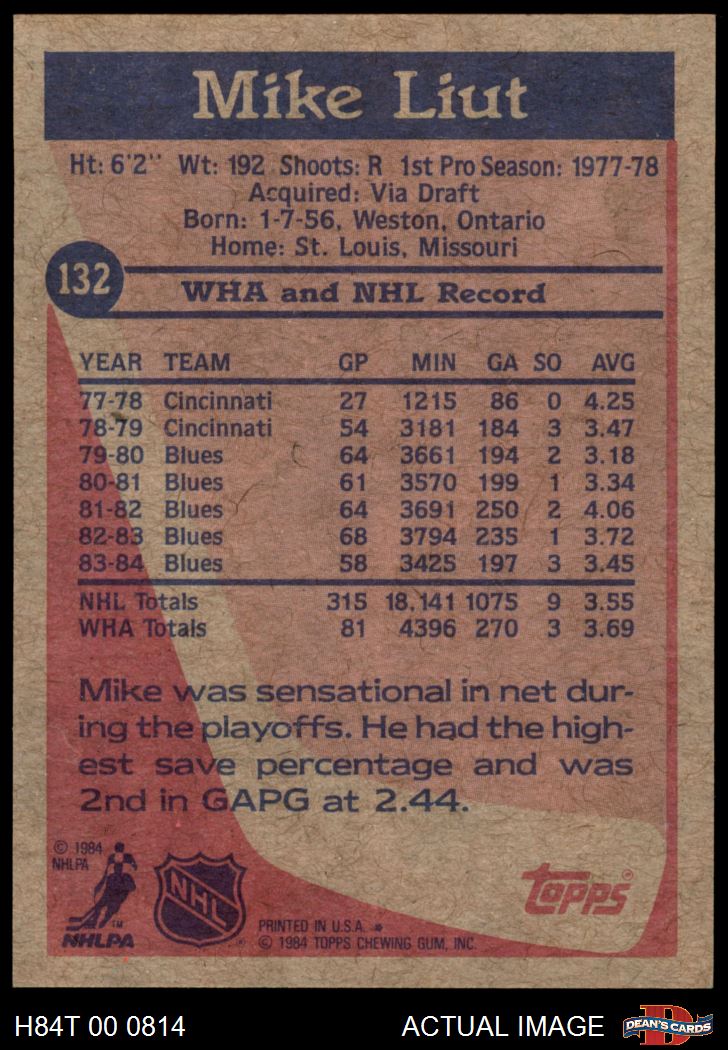 Mike Liut
Ht: 6'2" Wt: 192 Shoots: R 1st Pro Season: 1977-78
Acquired: Via Draft
Born: 1-7-56, Weston, Ontario
Home: St. Louis, Missouri
132
WHA and NHL Record
YEAR TEAM GP MIN GA SO AVG
77-78 Cincinnati 27 1215 86 0 4.25
78-79 Cincinnati 54 3181 184 3 3.47
79-80 Blues 64 3661 194 2 3.18
80-81 Blues 61 3570 199 1 3.34
81-82 Blues 64 3691 250 2 4.06
82-83 Blues 68 3794 235 1 3.72
83-84 Blues 58 3425 197 3 3.45
NHL Totals 315 18,141 1075 9 3.55
WHA Totals 81 4396 270 3 3.69
Mike was sensational in net dur-
ing the playoffs. He had the high-
est save percentage and was
2nd in GAPG at 2.44.
© 1984
NHLPA
TM
NHLPA
NHL
®
topps®
PRINTED IN U.S.A. *
© 1984 TOPPS CHEWING GUM, INC.
H84T 00 0814
ACTUAL IMAGE
D
DEAN'S CARDS